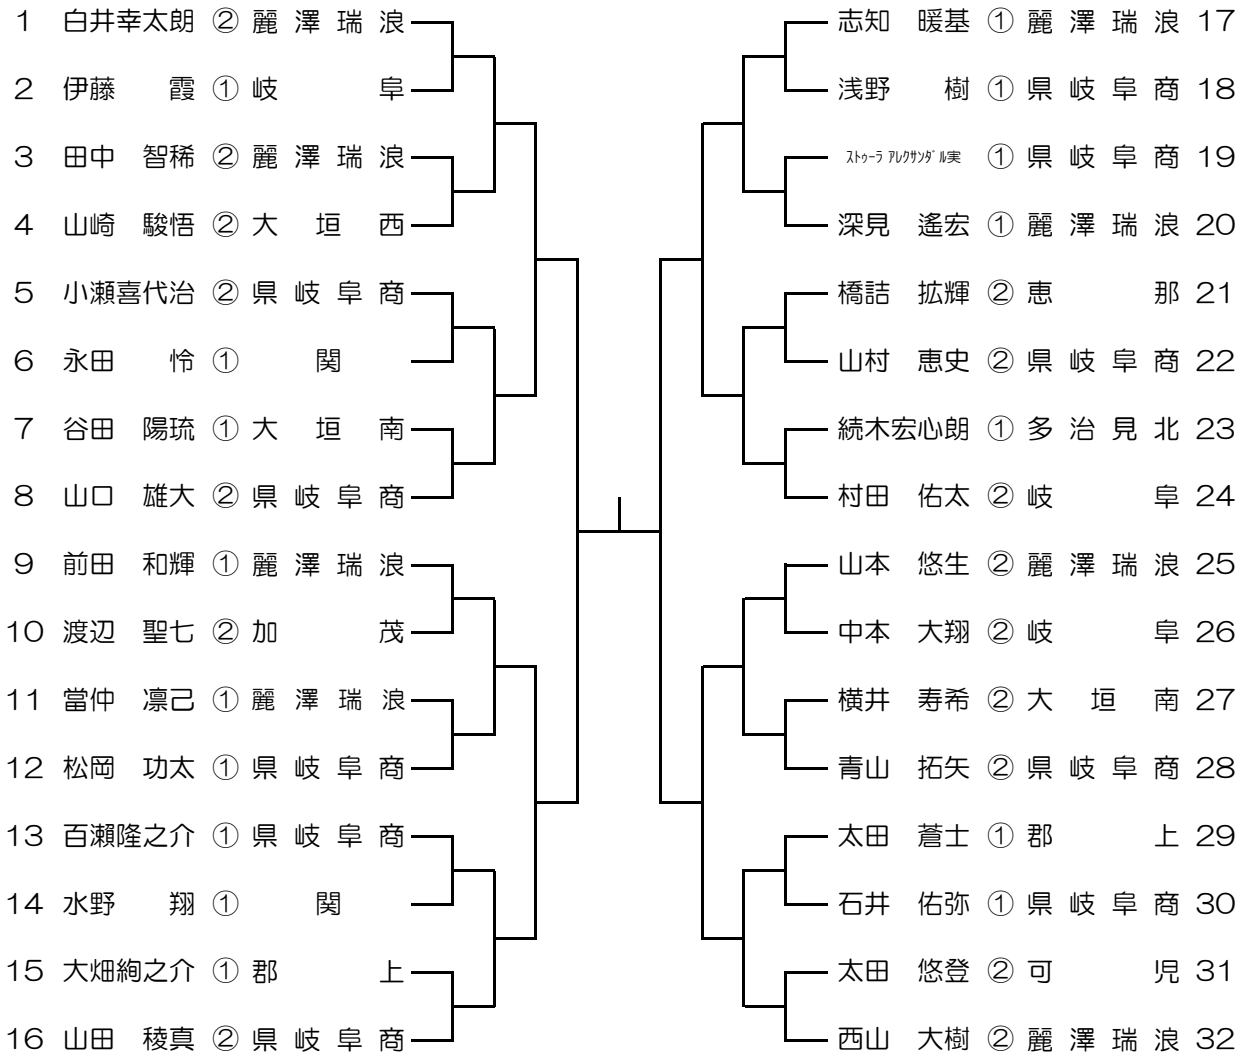 1 白井幸太朗 ② 麗澤瑞浪
2 伊藤 霞 ① 岐阜
3 田中 智稀 ② 麗澤瑞浪
4 山崎 駿悟 ② 大垣西
5 小瀬喜代治 ② 県岐阜商
6 永田 怜 ① 関
7 谷田 陽琉 ① 大垣南
8 山口 雄大 ② 県岐阜商
9 前田 和輝 ① 麗澤瑞浪
10 渡辺 聖七 ② 加茂
11 當仲 凛己 ① 麗澤瑞浪
12 松岡 功太 ① 県岐阜商
13 百瀬隆之介 ① 県岐阜商
14 水野 翔 ① 関
15 大畑絢之介 ① 郡上
16 山田 稜真 ② 県岐阜商
志知 暖基 ① 麗澤瑞浪 17
浅野 樹 ① 県岐阜商 18
ストゥーラ アレクサンダル実 ① 県岐阜商 19
深見 遙宏 ① 麗澤瑞浪 20
橋詰 拡輝 ② 恵那 21
山村 恵史 ② 県岐阜商 22
続木宏心朗 ① 多治見北 23
村田 佑太 ② 岐阜 24
山本 悠生 ② 麗澤瑞浪 25
中本 大翔 ② 岐阜 26
横井 寿希 ② 大垣南 27
青山 拓矢 ② 県岐阜商 28
太田 蒼士 ① 郡上 29
石井 佑弥 ① 県岐阜商 30
太田 悠登 ② 可児 31
西山 大樹 ② 麗澤瑞浪 32